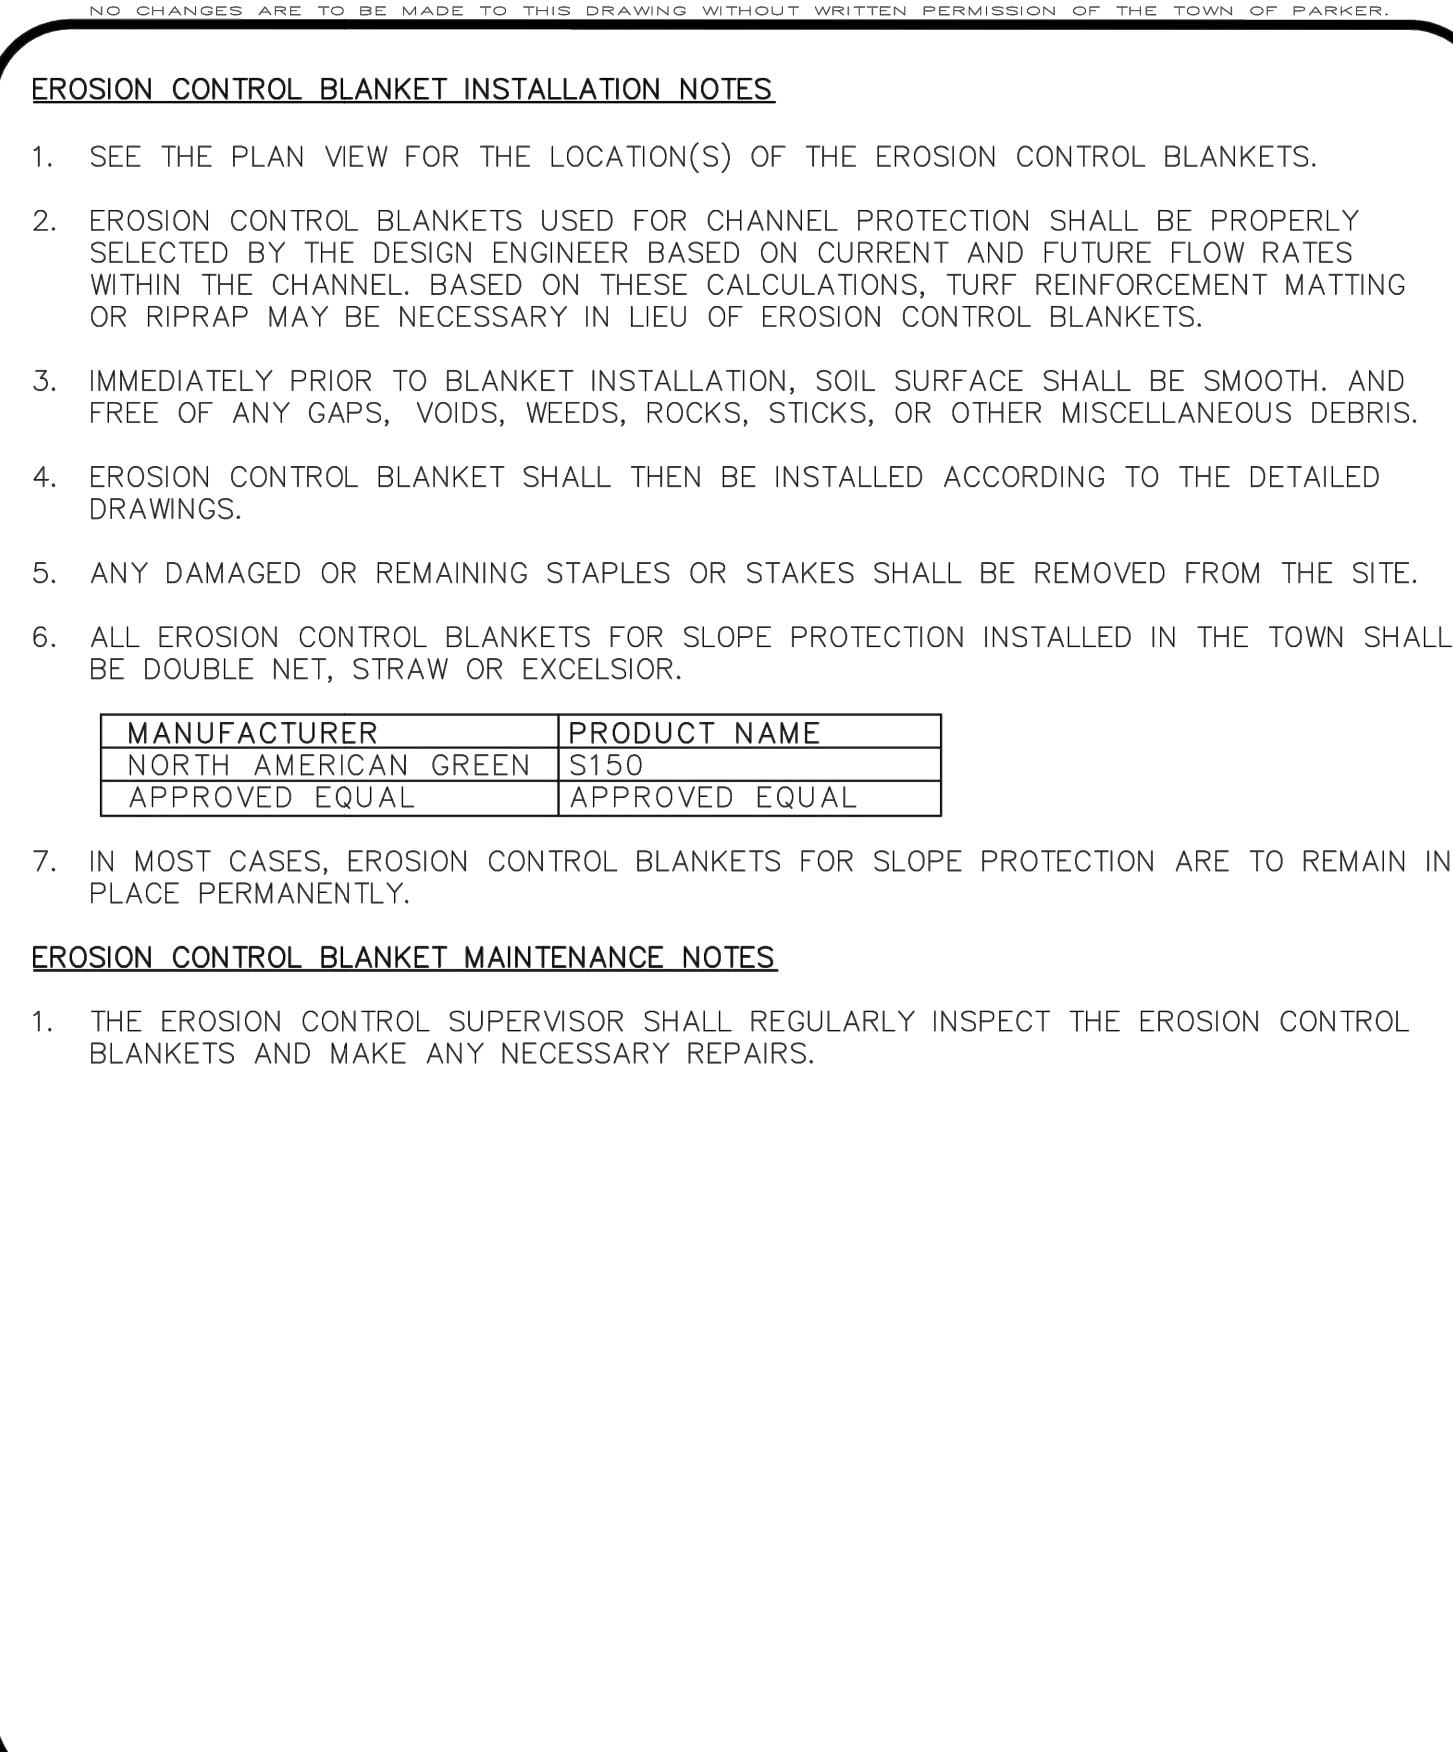 NO CHANGES ARE TO BE MADE TO THIS DRAWING WITHOUT WRITTEN PERMISSION OF THE TOWN OF PARKER.
EROSION CONTROL BLANKET INSTALLATION NOTES
1. SEE THE PLAN VIEW FOR THE LOCATION(S) OF THE EROSION CONTROL BLANKETS.
2. EROSION CONTROL BLANKETS USED FOR CHANNEL PROTECTION SHALL BE PROPERLY
SELECTED BY THE DESIGN ENGINEER BASED ON CURRENT AND FUTURE FLOW RATES
WITHIN THE CHANNEL. BASED ON THESE CALCULATIONS, TURF REINFORCEMENT MATTING
OR RIPRAP MAY BE NECESSARY IN LIEU OF EROSION CONTROL BLANKETS.
3. IMMEDIATELY PRIOR TO BLANKET INSTALLATION, SOIL SURFACE SHALL BE SMOOTH. AND
FREE OF ANY GAPS, VOIDS, WEEDS, ROCKS, STICKS, OR OTHER MISCELLANEOUS DEBRIS.
4. EROSION CONTROL BLANKET SHALL THEN BE INSTALLED ACCORDING TO THE DETAILED
DRAWINGS.
5. ANY DAMAGED OR REMAINING STAPLES OR STAKES SHALL BE REMOVED FROM THE SITE.
6. ALL EROSION CONTROL BLANKETS FOR SLOPE PROTECTION INSTALLED IN THE TOWN SHALL
BE DOUBLE NET, STRAW OR EXCELSIOR.
MANUFACTURER PRODUCT NAME
NORTH AMERICAN GREEN S150
APPROVED EQUAL APPROVED EQUAL
7. IN MOST CASES, EROSION CONTROL BLANKETS FOR SLOPE PROTECTION ARE TO REMAIN IN
PLACE PERMANENTLY.
EROSION CONTROL BLANKET MAINTENANCE NOTES
1. THE EROSION CONTROL SUPERVISOR SHALL REGULARLY INSPECT THE EROSION CONTROL
BLANKETS AND MAKE ANY NECESSARY REPAIRS.